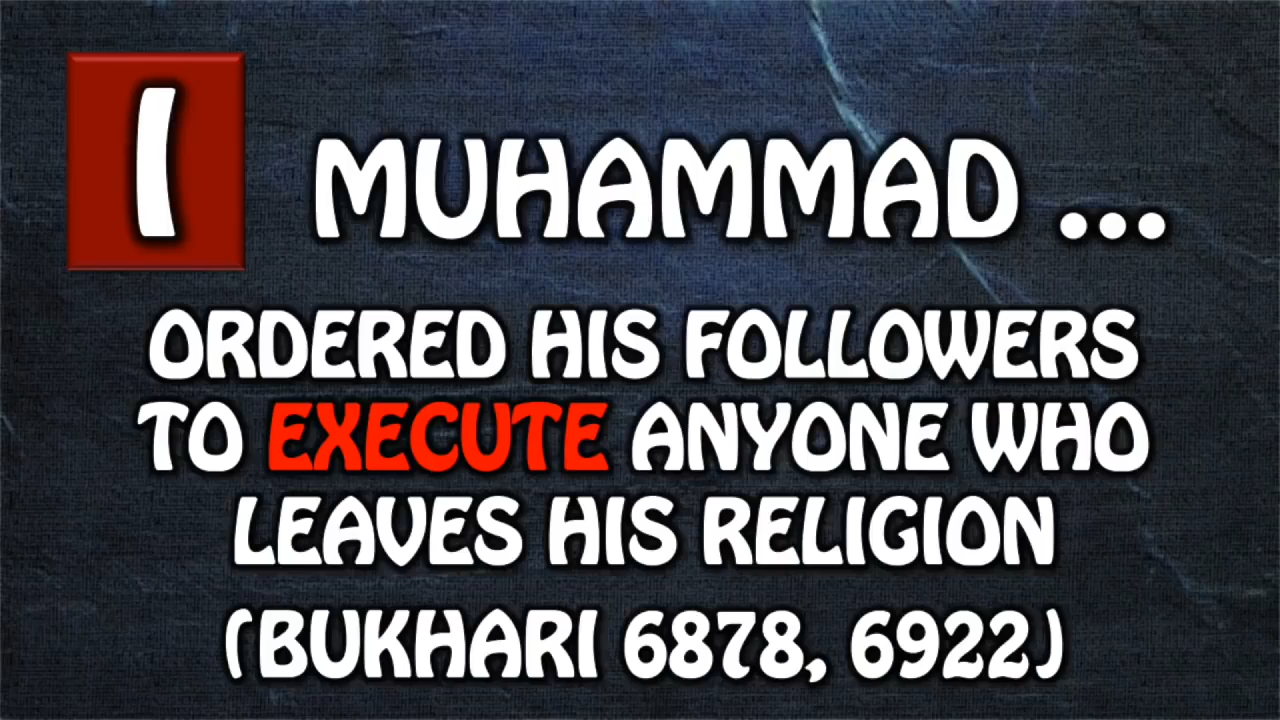 1 MUHAMMAD ...
ORDERED HIS FOLLOWERS
TO EXECUTE ANYONE WHO
LEAVES HIS RELIGION
(BUKHARI 6878, 6922)